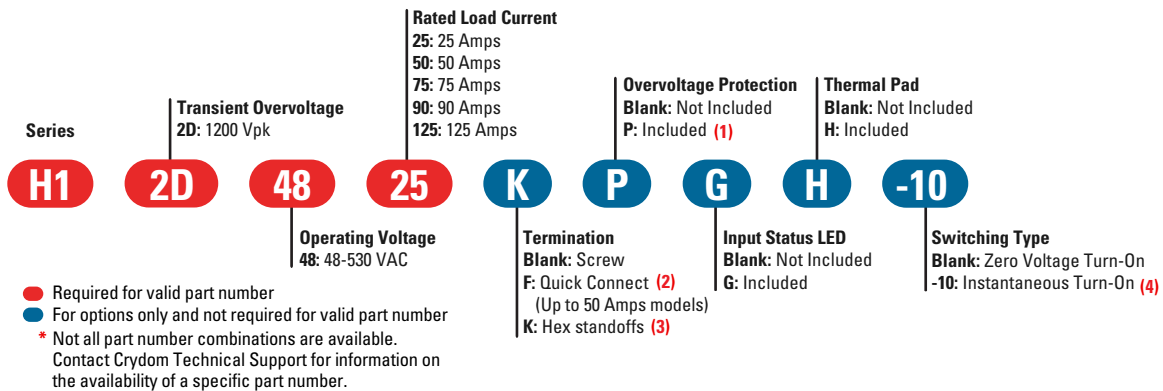 Rated Load Current
25: 25 Amps
50: 50 Amps
75: 75 Amps
90: 90 Amps
125: 125 Amps
Overvoltage Protection
Blank: Not Included
P: Included (1)
Thermal Pad
Blank: Not Included
H: Included
Transient Overvoltage
2D: 1200 Vpk
Series
H1 2D 48 25 K P G H -10
Operating Voltage
48: 48-530 VAC
Termination
Blank: Screw
F: Quick Connect (2)
(Up to 50 Amps models)
K: Hex standoffs (3)
Input Status LED
Blank: Not Included
G: Included
Switching Type
Blank: Zero Voltage Turn-On
-10: Instantaneous Turn-On (4)
Required for valid part number
For options only and not required for valid part number
* Not all part number combinations are available.
Contact Crydom Technical Support for information on
the availability of a specific part number.